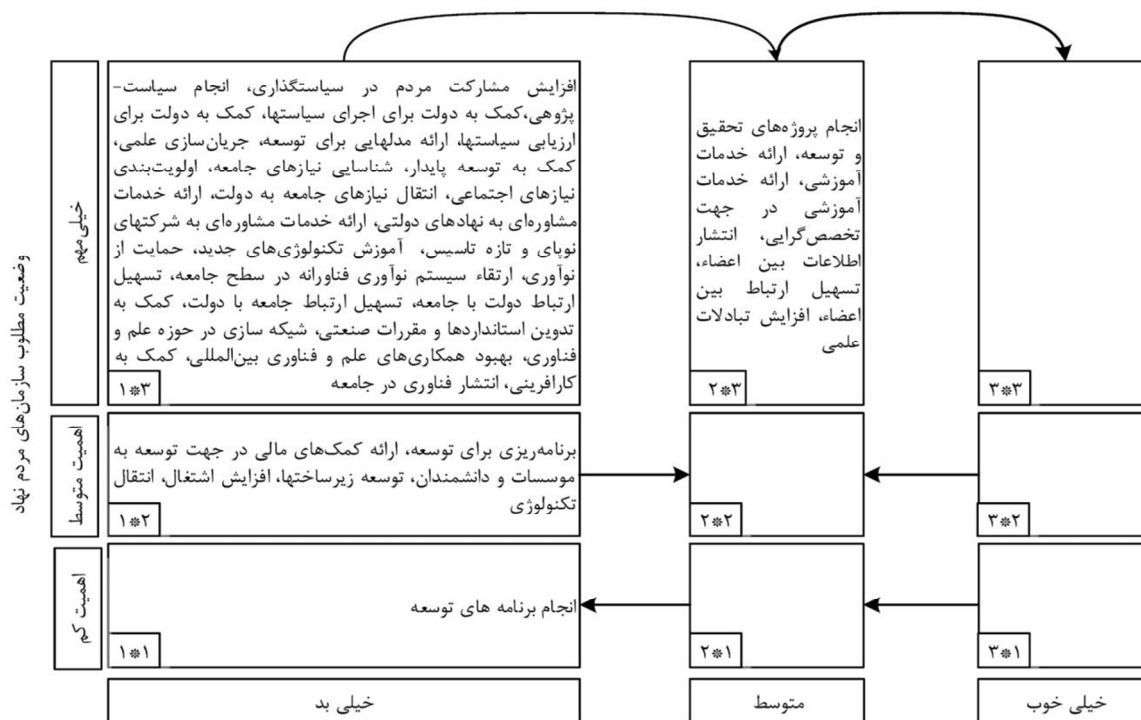 وضعیت مطلوب سازمان‌های مردم نهاد
خیلی مهم
افزایش مشارکت مردم در سیاستگذاری، انجام سیاست-
پژوهی،کمک به دولت برای اجرای سیاستها، کمک به دولت برای
ارزیابی سیاستها، ارائه مدلهایی برای توسعه، جریان‌سازی علمی،
کمک به توسعه پایدار، شناسایی نیازهای جامعه، اولویت‌بندی
نیازهای اجتماعی، انتقال نیازهای جامعه به دولت، ارائه خدمات
مشاوره‌ای به نهادهای دولتی، ارائه خدمات مشاوره‌ای به شرکتهای
نوپای و تازه تاسیس، آموزش تکنولوژی‌های جدید، حمایت از
نوآوری، ارتقاء سیستم نوآوری فناورانه در سطح جامعه، تسهیل
ارتباط دولت با جامعه، تسهیل ارتباط جامعه با دولت، کمک به
تدوین استانداردها و مقررات صنعتی، شبکه سازی در حوزه علم و
فناوری، بهبود همکاری‌های علم و فناوری بین‌المللی، کمک به
کارافرینی، انتشار فناوری در جامعه
۱*۳
انجام پروژه‌های تحقیق
و توسعه، ارائه خدمات
آموزشی، ارائه خدمات
آموزشی در جهت
تخصص‌گرایی، انتشار
اطلاعات بین اعضاء،
تسهیل ارتباط بین
اعضاء، افزایش تبادلات
علمی
۲*۳
۳*۳
اهمیت متوسط
برنامه‌ریزی برای توسعه، ارائه کمک‌های مالی در جهت توسعه به
موسسات و دانشمندان، توسعه زیرساختها، افزایش اشتغال، انتقال
تکنولوژی
۱*۲
۲*۲
۳*۲
اهمیت کم
انجام برنامه های توسعه
۱*۱
۲*۱
۳*۱
خیلی بد
متوسط
خیلی خوب